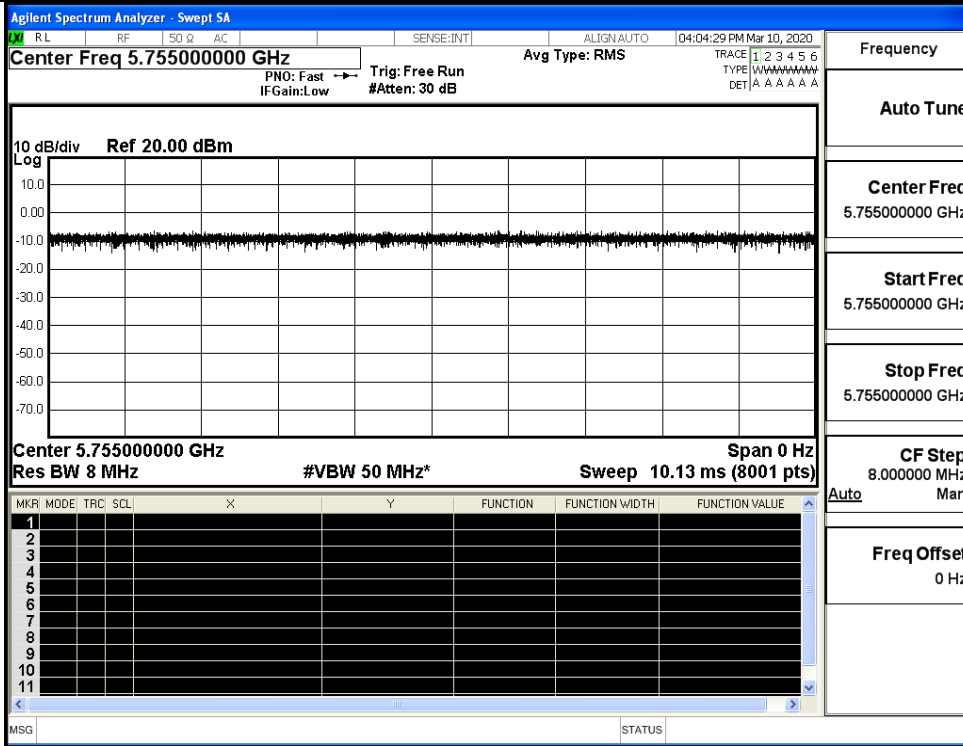 Agilent Spectrum Analyzer - Swept SA
LXI RL RF 50 Ω AC SENSE:INT ALIGN AUTO 04:04:29 PM Mar 10, 2020
Center Freq 5.755000000 GHz
PNO: Fast
IFGain:Low
Trig: Free Run
#Atten: 30 dB
Avg Type: RMS
TRACE 1 2 3 4 5 6
TYPE WWWWWW
DET A A A A A A
10 dB/div Ref 20.00 dBm
Log
10.0
0.00
-10.0
-20.0
-30.0
-40.0
-50.0
-60.0
-70.0
Center 5.755000000 GHz Span 0 Hz
Res BW 8 MHz #VBW 50 MHz* Sweep 10.13 ms (8001 pts)
MKR MODE TRC SCL X Y FUNCTION FUNCTION WIDTH FUNCTION VALUE
1
2
3
4
5
6
7
8
9
10
11
MSG STATUS
Frequency
Auto Tune
Center Freq
5.755000000 GHz
Start Freq
5.755000000 GHz
Stop Freq
5.755000000 GHz
CF Step
8.000000 MHz
Auto Man
Freq Offset
0 Hz